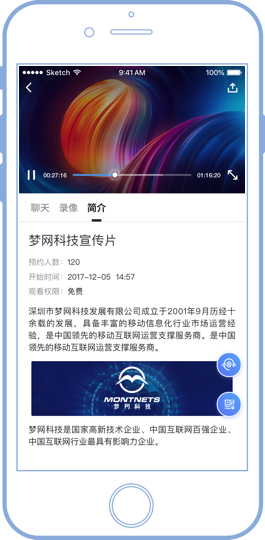 Sketch 9:41 AM 100%
00:27:16 01:16:20
聊天 录像 简介
梦网科技宣传片
预约人数：120
开始时间：2017-12-05 14:57
观看权限：免费
深圳市梦网科技发展有限公司成立于2001年9月历经十
余载的发展，具备丰富的移动信息化行业市场运营经
验，是中国领先的移动互联网运营支撑服务商。是中国
领先的移动互联网运营支撑服务商。
MONTNETS
梦网科技
梦网科技是国家高新技术企业、中国互联网百强企业、
中国互联网行业最具有影响力企业。